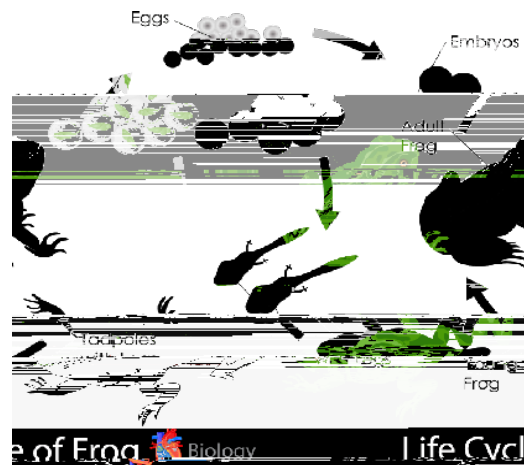 Eggs
Embryos
Adult
Frog
Tadpoles
Frog
e of Frog Biology Life Cycl